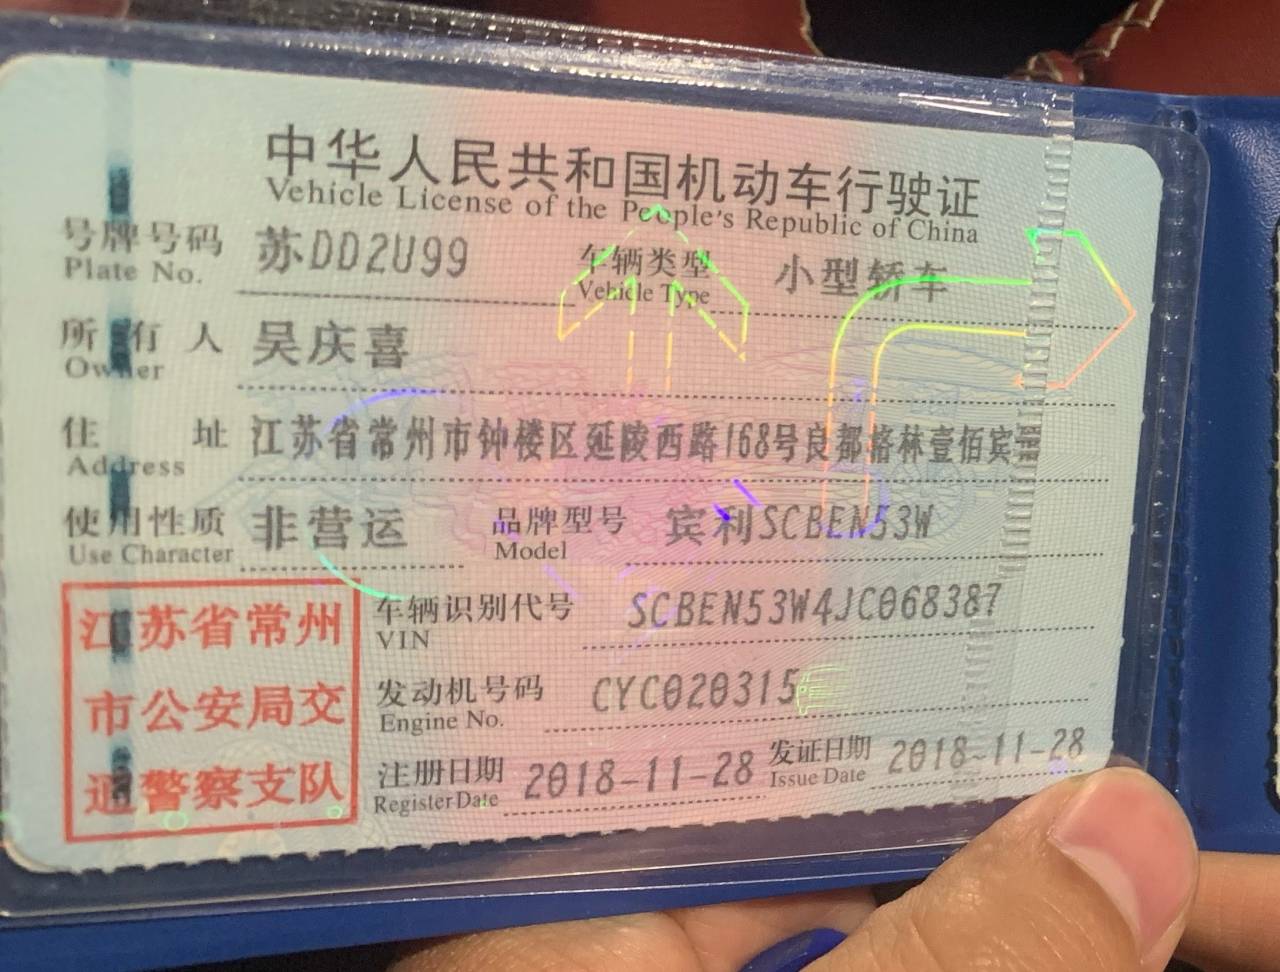 中华人民共和国机动车行驶证
Vehicle License of the People's Republic of China
号牌号码 苏DD2U99 车辆类型 小型轿车
Plate No. Vehicle Type
所有人 吴庆喜
Owner
住址 江苏省常州市钟楼区延陵西路168号良都格林壹佰宾
Address
使用性质 非营运 品牌型号 宾利SCBEN53W
Use Character Model
江苏省常州
市公安局交
通警察支队
车辆识别代号 SCBEN53W4JC068387
VIN
发动机号码 CYC020315
Engine No.
注册日期 2018-11-28 发证日期 2018-11-28
Register Date Issue Date